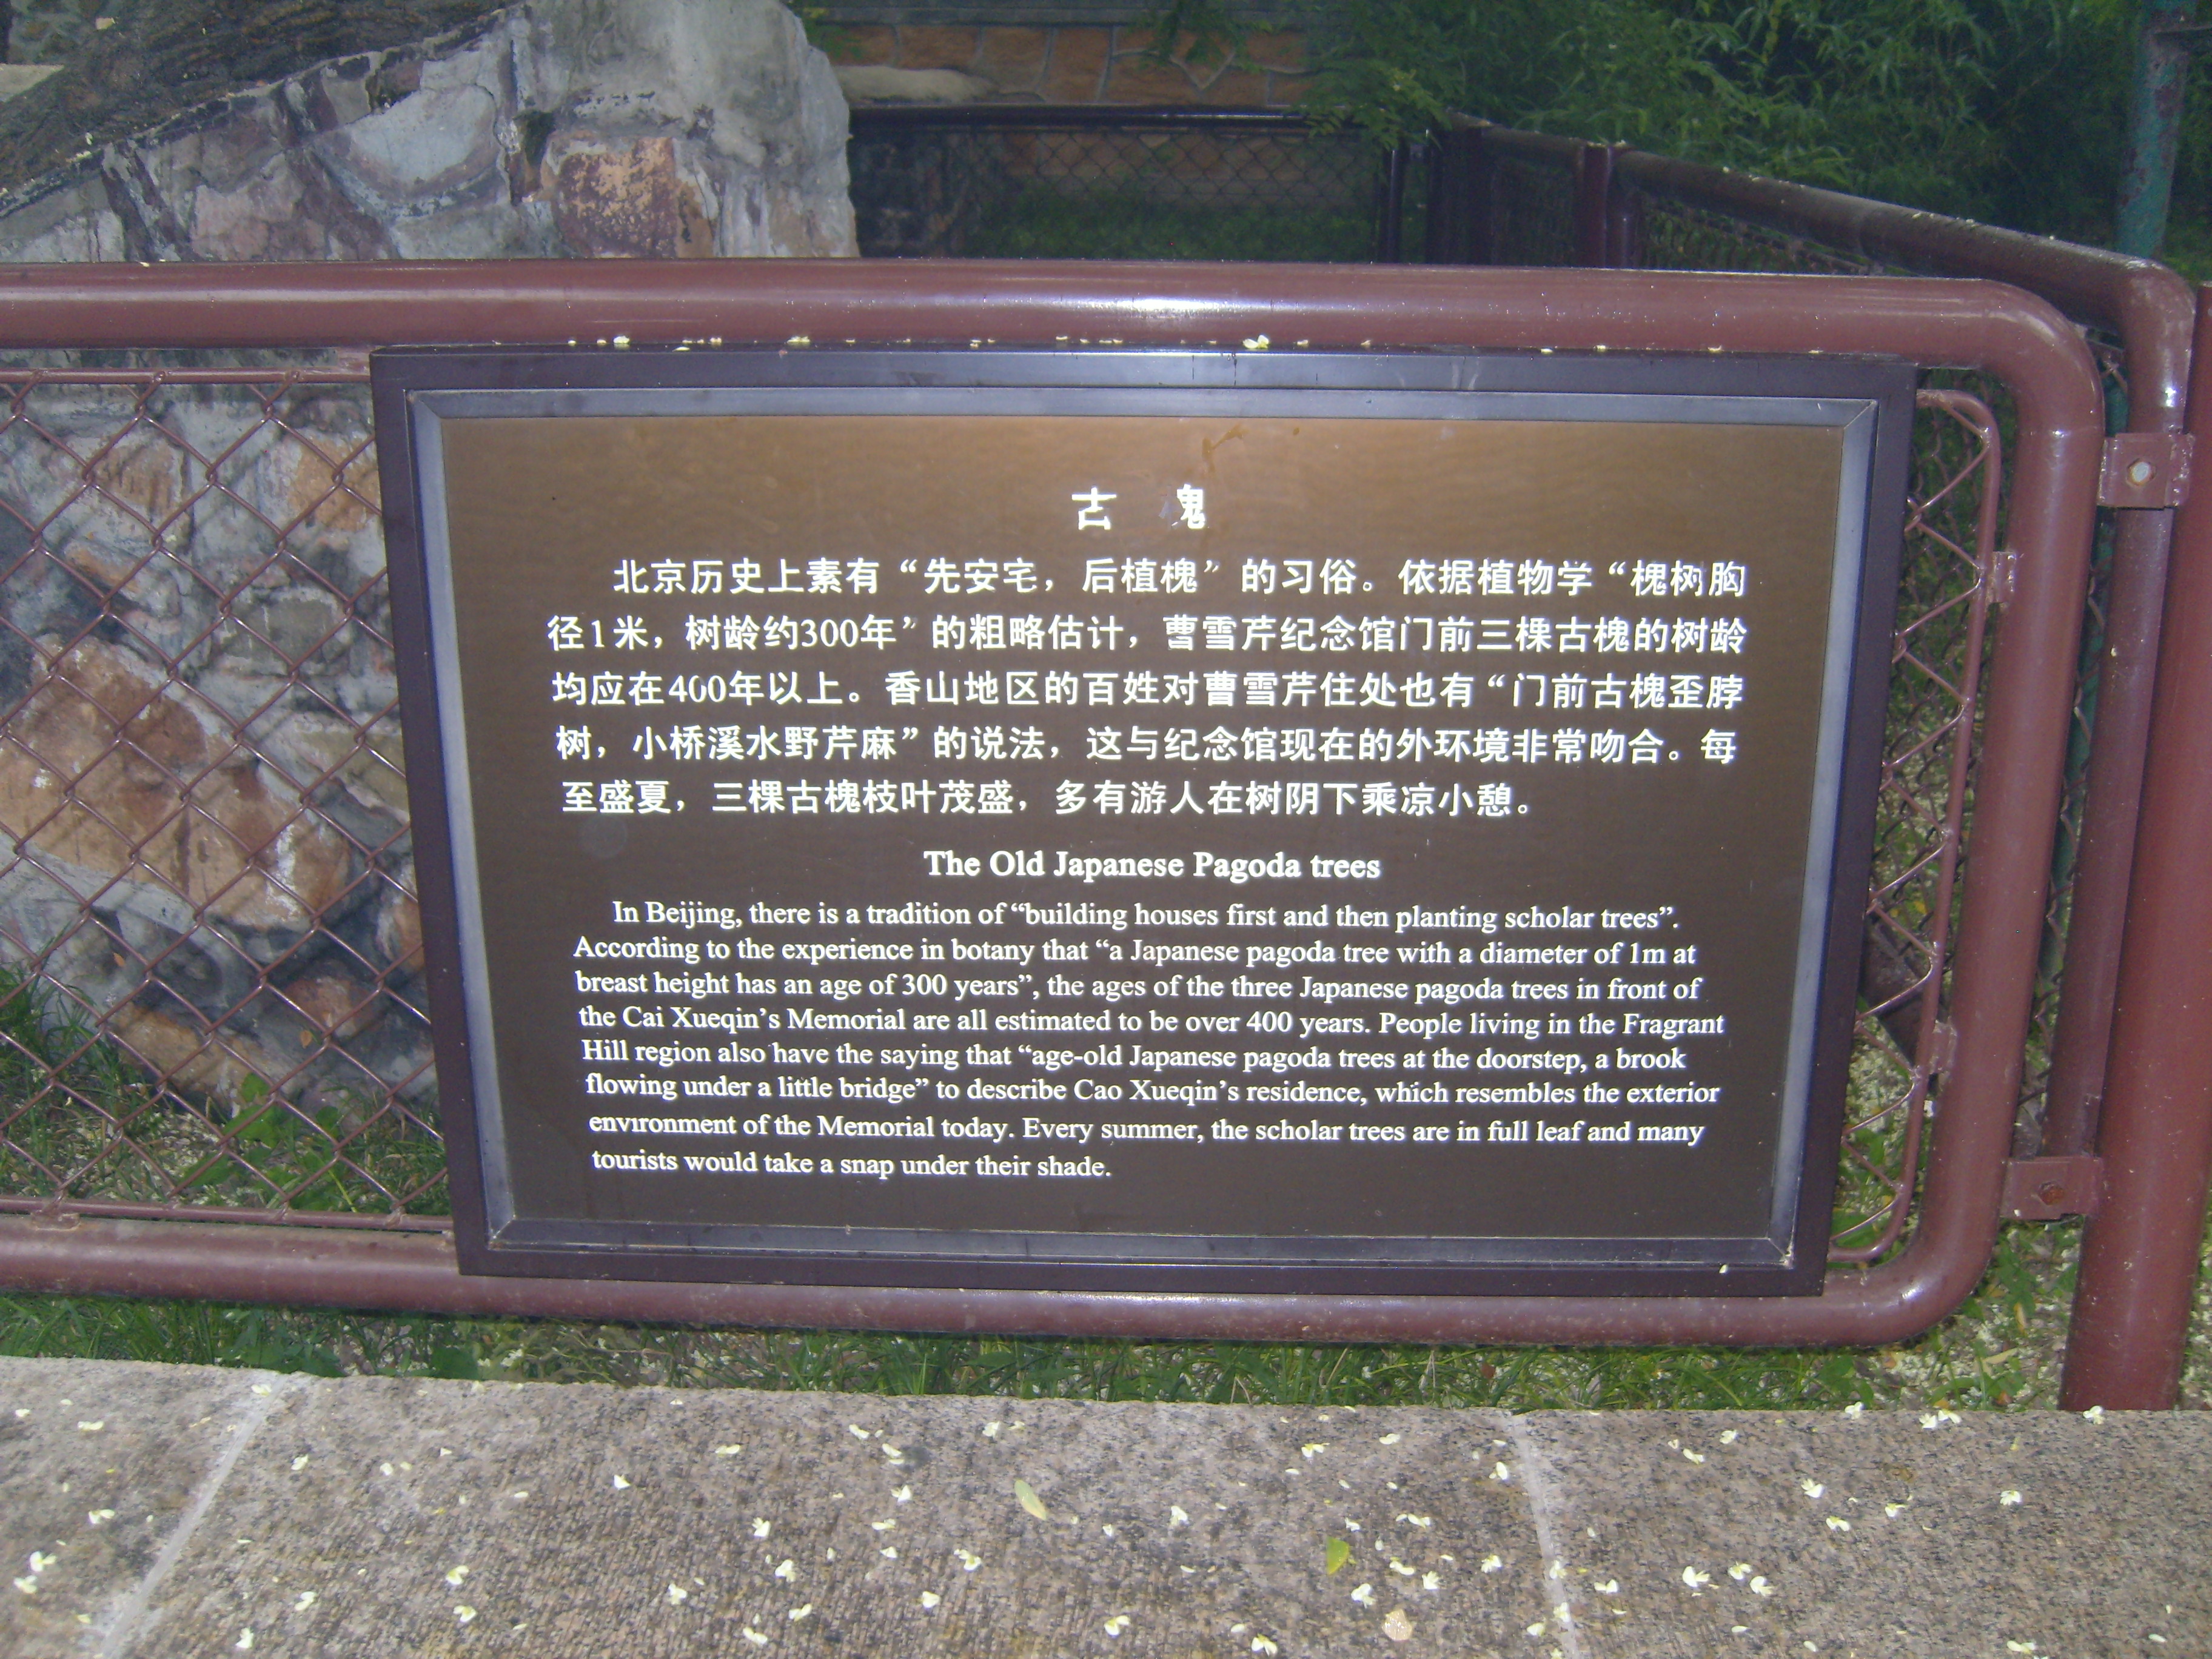 古 鬼
北京历史上素有“先安宅，后植槐”的习俗。依据植物学“槐树胸
径1米，树龄约300年”的粗略估计，曹雪芹纪念馆门前三棵古槐的树龄
均应在400年以上。香山地区的百姓对曹雪芹住处也有“门前古槐歪脖
树，小桥溪水野芹麻”的说法，这与纪念馆现在的外环境非常吻合。每
至盛夏，三棵古槐枝叶茂盛，多有游人在树阴下乘凉小憩。
The Old Japanese Pagoda trees
In Beijing, there is a tradition of “building houses first and then planting scholar trees”.
According to the experience in botany that “a Japanese pagoda tree with a diameter of 1m at
breast height has an age of 300 years”, the ages of the three Japanese pagoda trees in front of
the Cai Xueqin’s Memorial are all estimated to be over 400 years. People living in the Fragrant
Hill region also have the saying that “age-old Japanese pagoda trees at the doorstep, a brook
flowing under a little bridge” to describe Cao Xueqin’s residence, which resembles the exterior
environment of the Memorial today. Every summer, the scholar trees are in full leaf and many
tourists would take a snap under their shade.